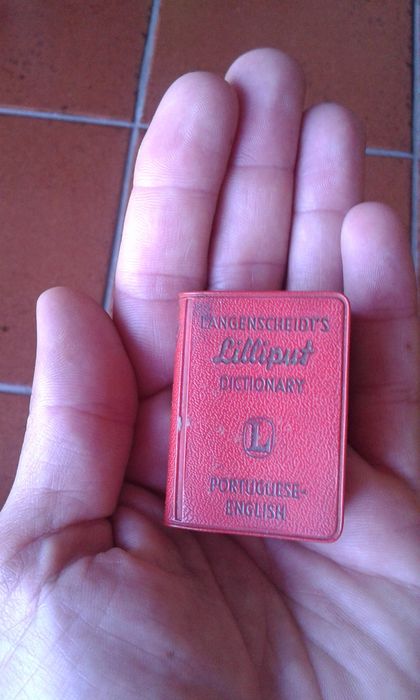 LANGENSCHEIDT'S
Lilliput
DICTIONARY
L
PORTUGUESE-
ENGLISH